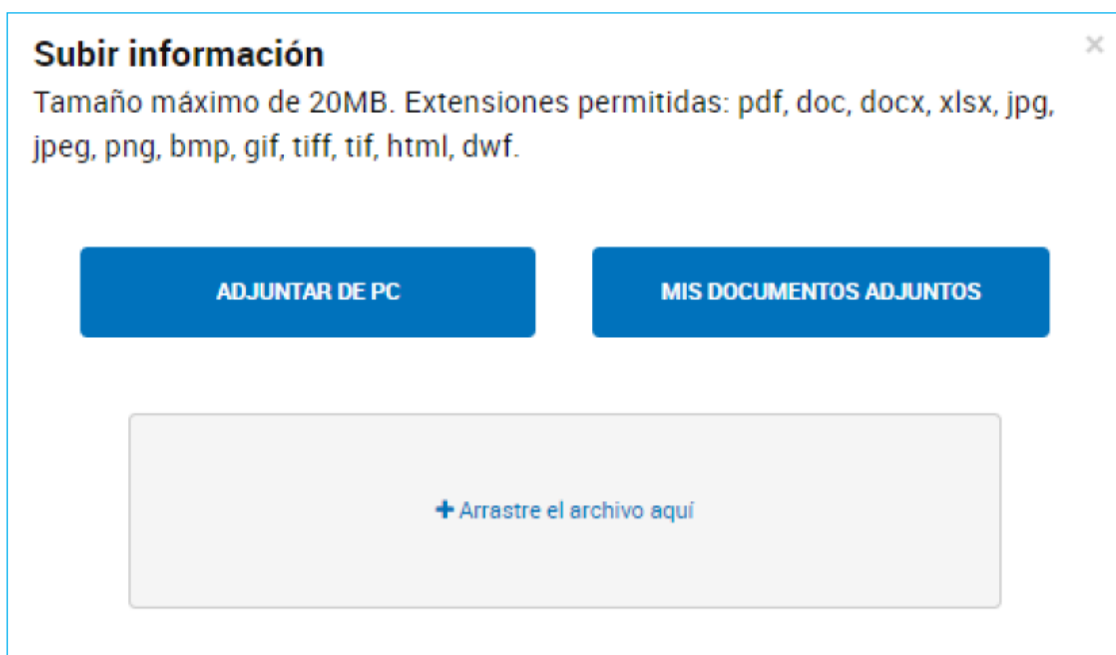 Subir información
×
Tamaño máximo de 20MB. Extensiones permitidas: pdf, doc, docx, xlsx, jpg,
jpeg, png, bmp, gif, tiff, tif, html, dwf.
ADJUNTAR DE PC
MIS DOCUMENTOS ADJUNTOS
+ Arrastre el archivo aquí